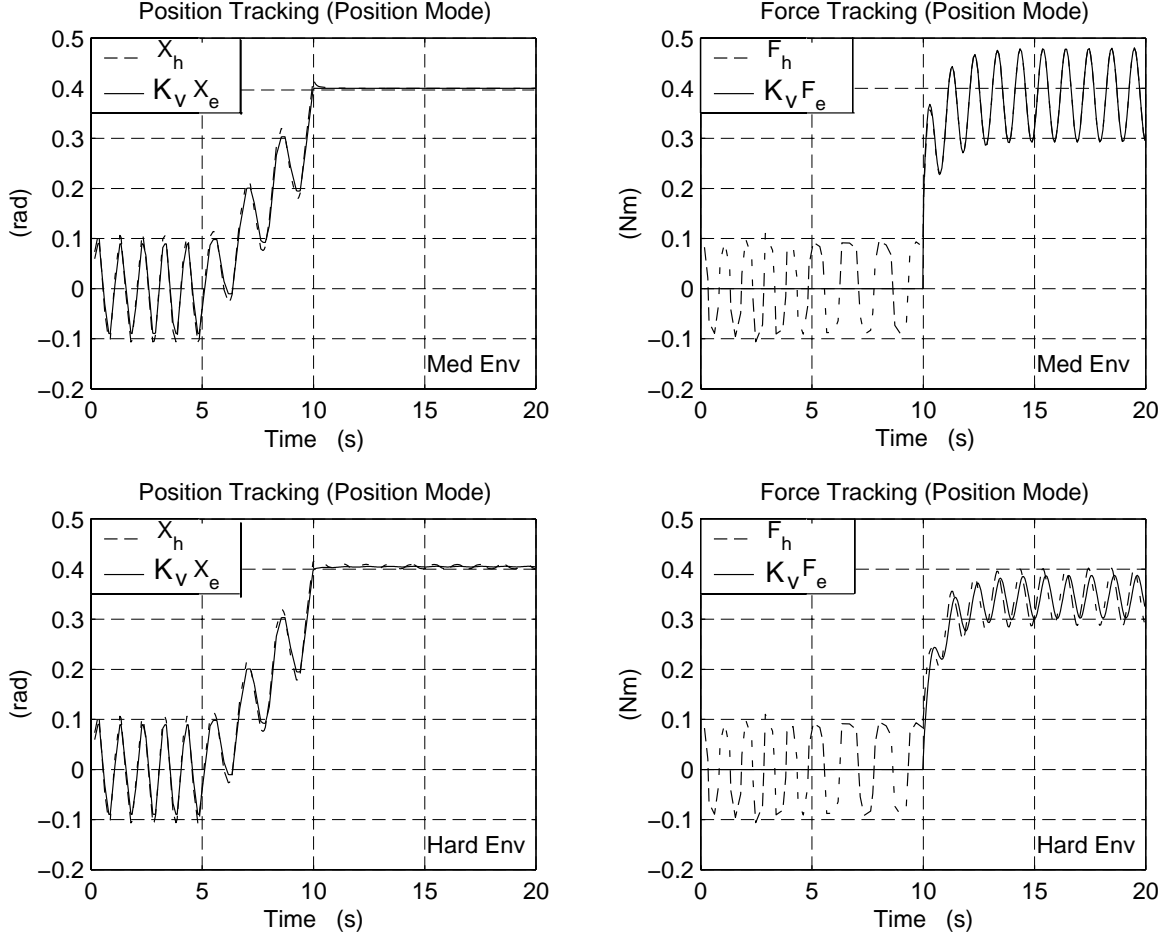 Position Tracking (Position Mode)
0.5
0.4
0.3
0.2
0.1
0
−0.1
−0.2
(rad)
X_h
K_v X_e
Med Env
0 5 10 15 20
Time (s)
Force Tracking (Position Mode)
0.5
0.4
0.3
0.2
0.1
0
−0.1
−0.2
(Nm)
F_h
K_v F_e
Med Env
0 5 10 15 20
Time (s)
Position Tracking (Position Mode)
0.5
0.4
0.3
0.2
0.1
0
−0.1
−0.2
(rad)
X_h
K_v X_e
Hard Env
0 5 10 15 20
Time (s)
Force Tracking (Position Mode)
0.5
0.4
0.3
0.2
0.1
0
−0.1
−0.2
(Nm)
F_h
K_v F_e
Hard Env
0 5 10 15 20
Time (s)